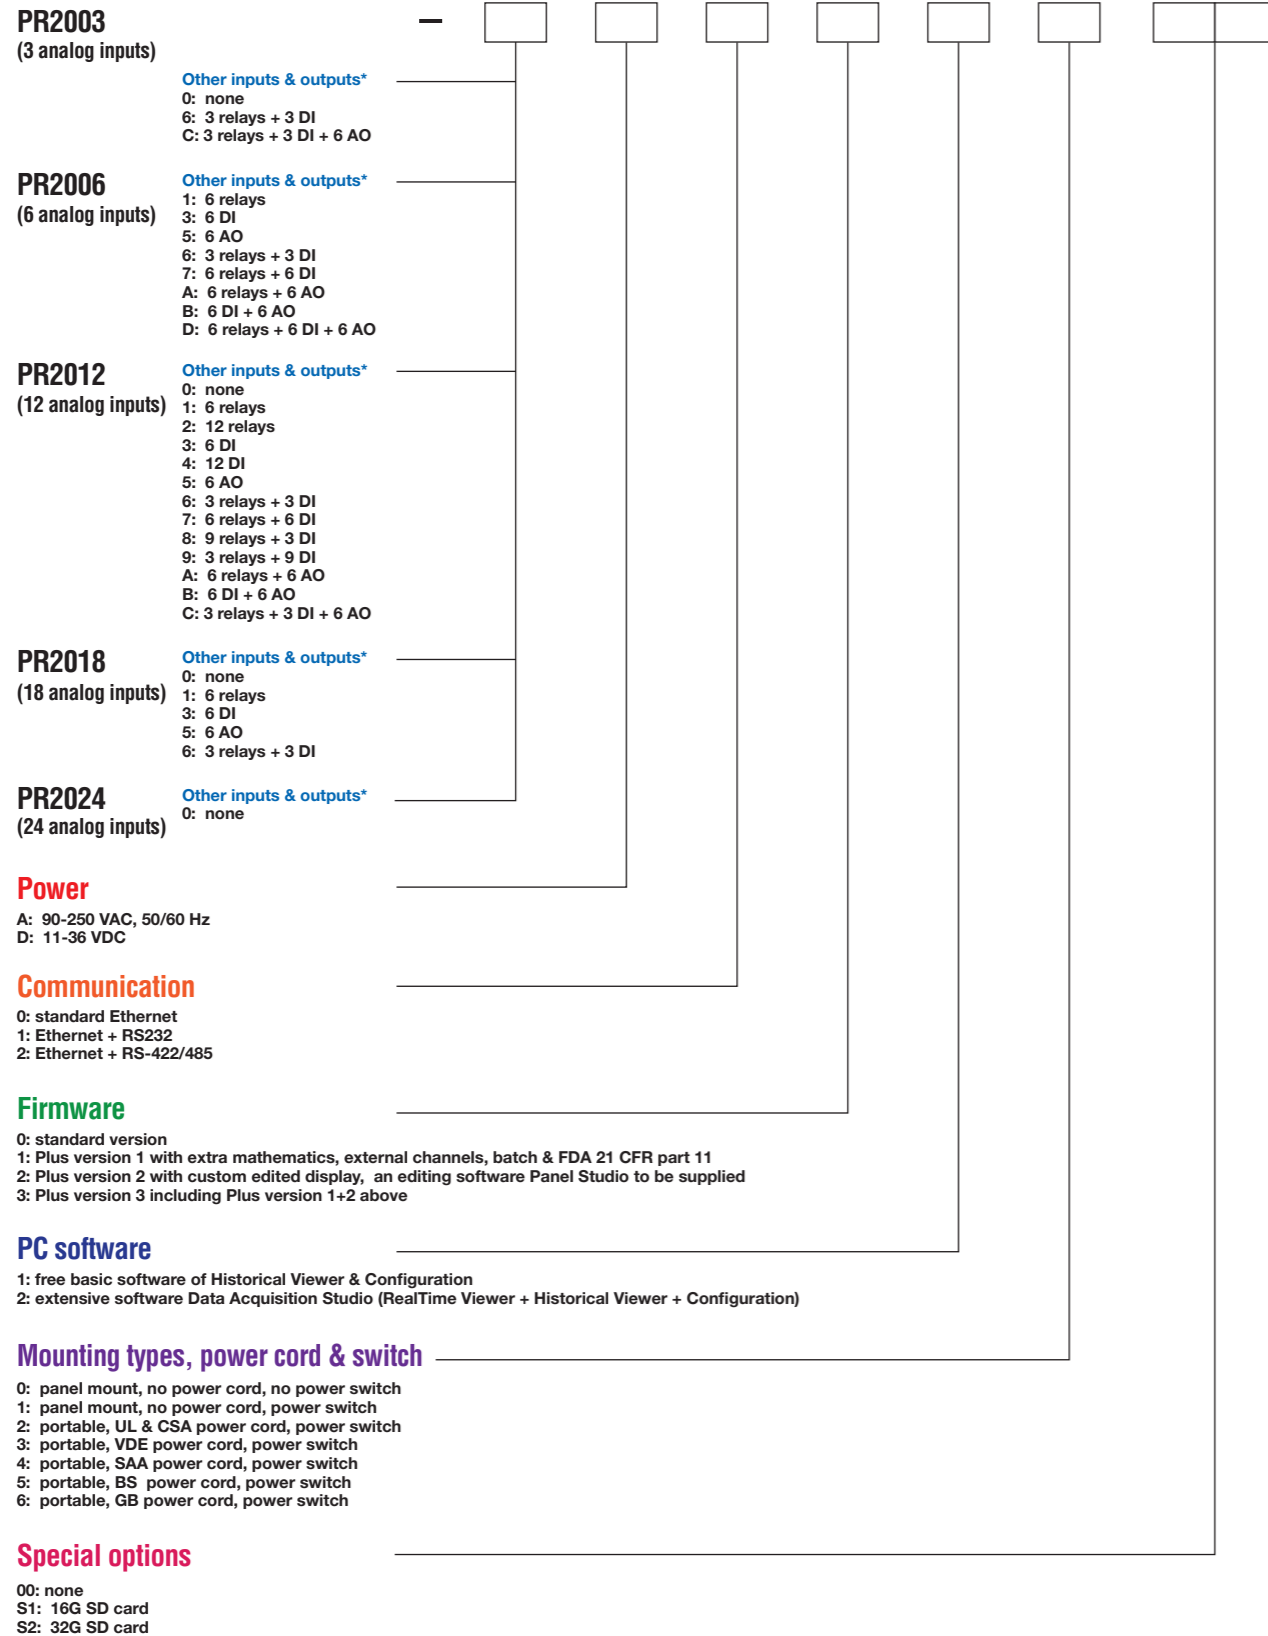 PR2003
(3 analog inputs)
Other inputs & outputs*
0: none
6: 3 relays + 3 DI
C: 3 relays + 3 DI + 6 AO
PR2006
(6 analog inputs)
Other inputs & outputs*
1: 6 relays
3: 6 DI
5: 6 AO
6: 3 relays + 3 DI
7: 6 relays + 6 DI
A: 6 relays + 6 AO
B: 6 DI + 6 AO
D: 6 relays + 6 DI + 6 AO
PR2012
(12 analog inputs)
Other inputs & outputs*
0: none
1: 6 relays
2: 12 relays
3: 6 DI
4: 12 DI
5: 6 AO
6: 3 relays + 3 DI
7: 6 relays + 6 DI
8: 9 relays + 3 DI
9: 3 relays + 9 DI
A: 6 relays + 6 AO
B: 6 DI + 6 AO
C: 3 relays + 3 DI + 6 AO
PR2018
(18 analog inputs)
Other inputs & outputs*
0: none
1: 6 relays
3: 6 DI
5: 6 AO
6: 3 relays + 3 DI
PR2024
(24 analog inputs)
Other inputs & outputs*
0: none
Power
A: 90-250 VAC, 50/60 Hz
D: 11-36 VDC
Communication
0: standard Ethernet
1: Ethernet + RS232
2: Ethernet + RS-422/485
Firmware
0: standard version
1: Plus version 1 with extra mathematics, external channels, batch & FDA 21 CFR part 11
2: Plus version 2 with custom edited display, an editing software Panel Studio to be supplied
3: Plus version 3 including Plus version 1+2 above
PC software
1: free basic software of Historical Viewer & Configuration
2: extensive software Data Acquisition Studio (RealTime Viewer + Historical Viewer + Configuration)
Mounting types, power cord & switch
0: panel mount, no power cord, no power switch
1: panel mount, no power cord, power switch
2: portable, UL & CSA power cord, power switch
3: portable, VDE power cord, power switch
4: portable, SAA power cord, power switch
5: portable, BS power cord, power switch
6: portable, GB power cord, power switch
Special options
00: none
S1: 16G SD card
S2: 32G SD card